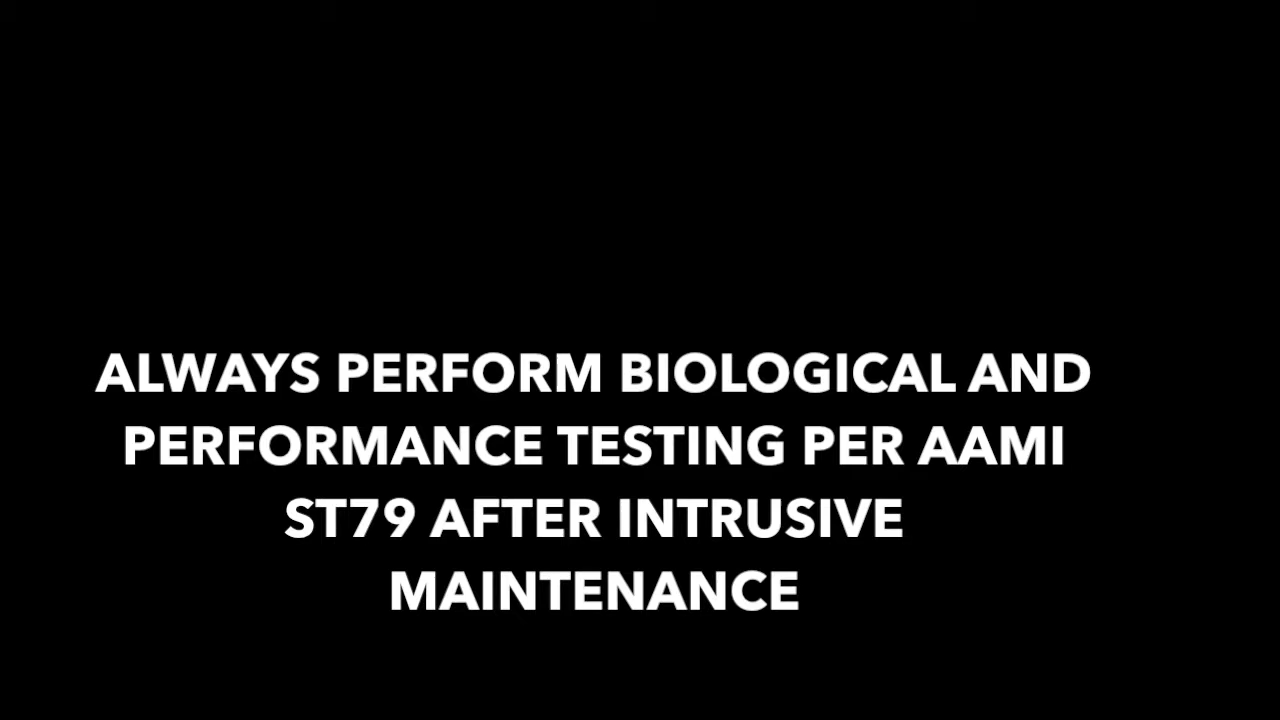 ALWAYS PERFORM BIOLOGICAL AND
PERFORMANCE TESTING PER AAMI
ST79 AFTER INTRUSIVE
MAINTENANCE